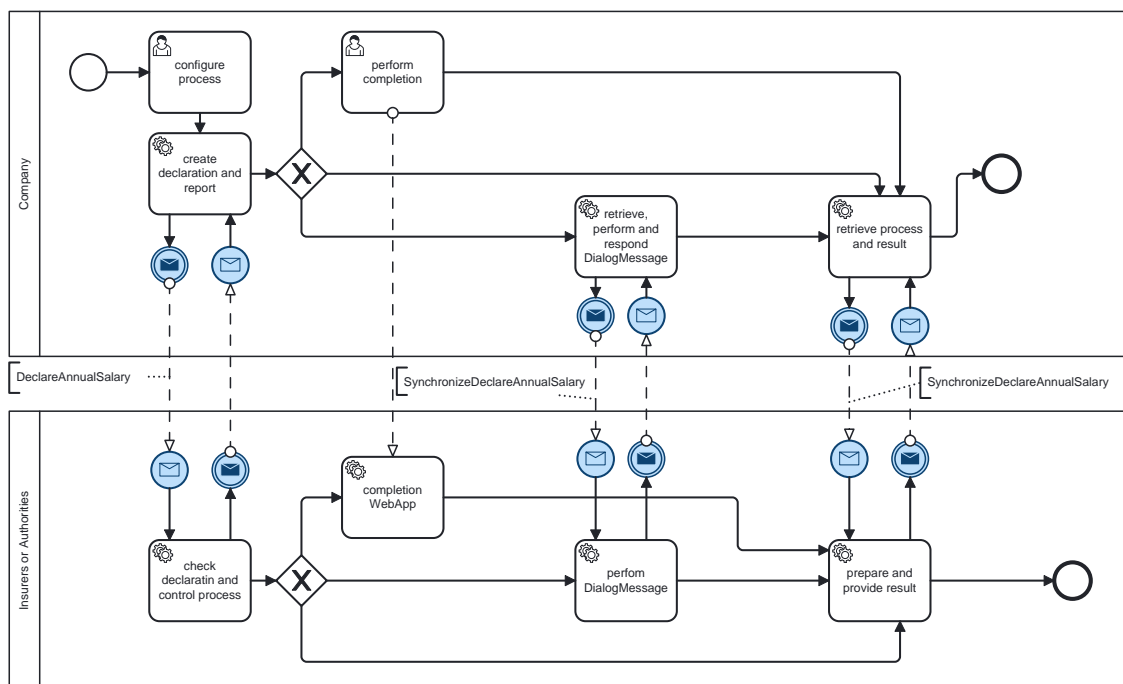 Company
configure
process
perform
completion
create
declaration and
report
retrieve,
perform and
respond
DialogMessage
retrieve process
and result
DeclareAnnualSalary
SynchronizeDeclareAnnualSalary
SynchronizeDeclareAnnualSalary
Insurers or Authorities
completion
WebApp
check
declaratin and
control process
perfom
DialogMessage
prepare and
provide result